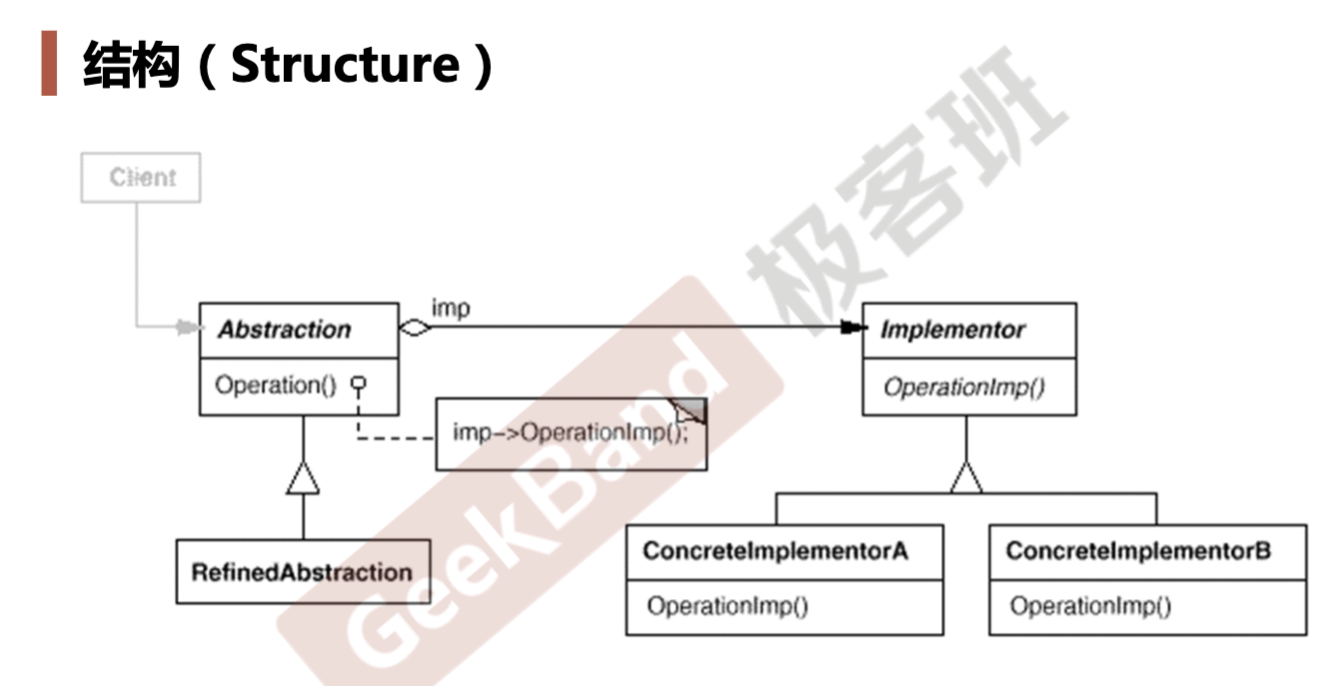 结构（Structure）
Client
Abstraction
imp
Implementor
Operation()
OperationImp()
imp->OperationImp();
RefinedAbstraction
ConcreteImplementorA
OperationImp()
ConcreteImplementorB
OperationImp()
GeekBand 极客班